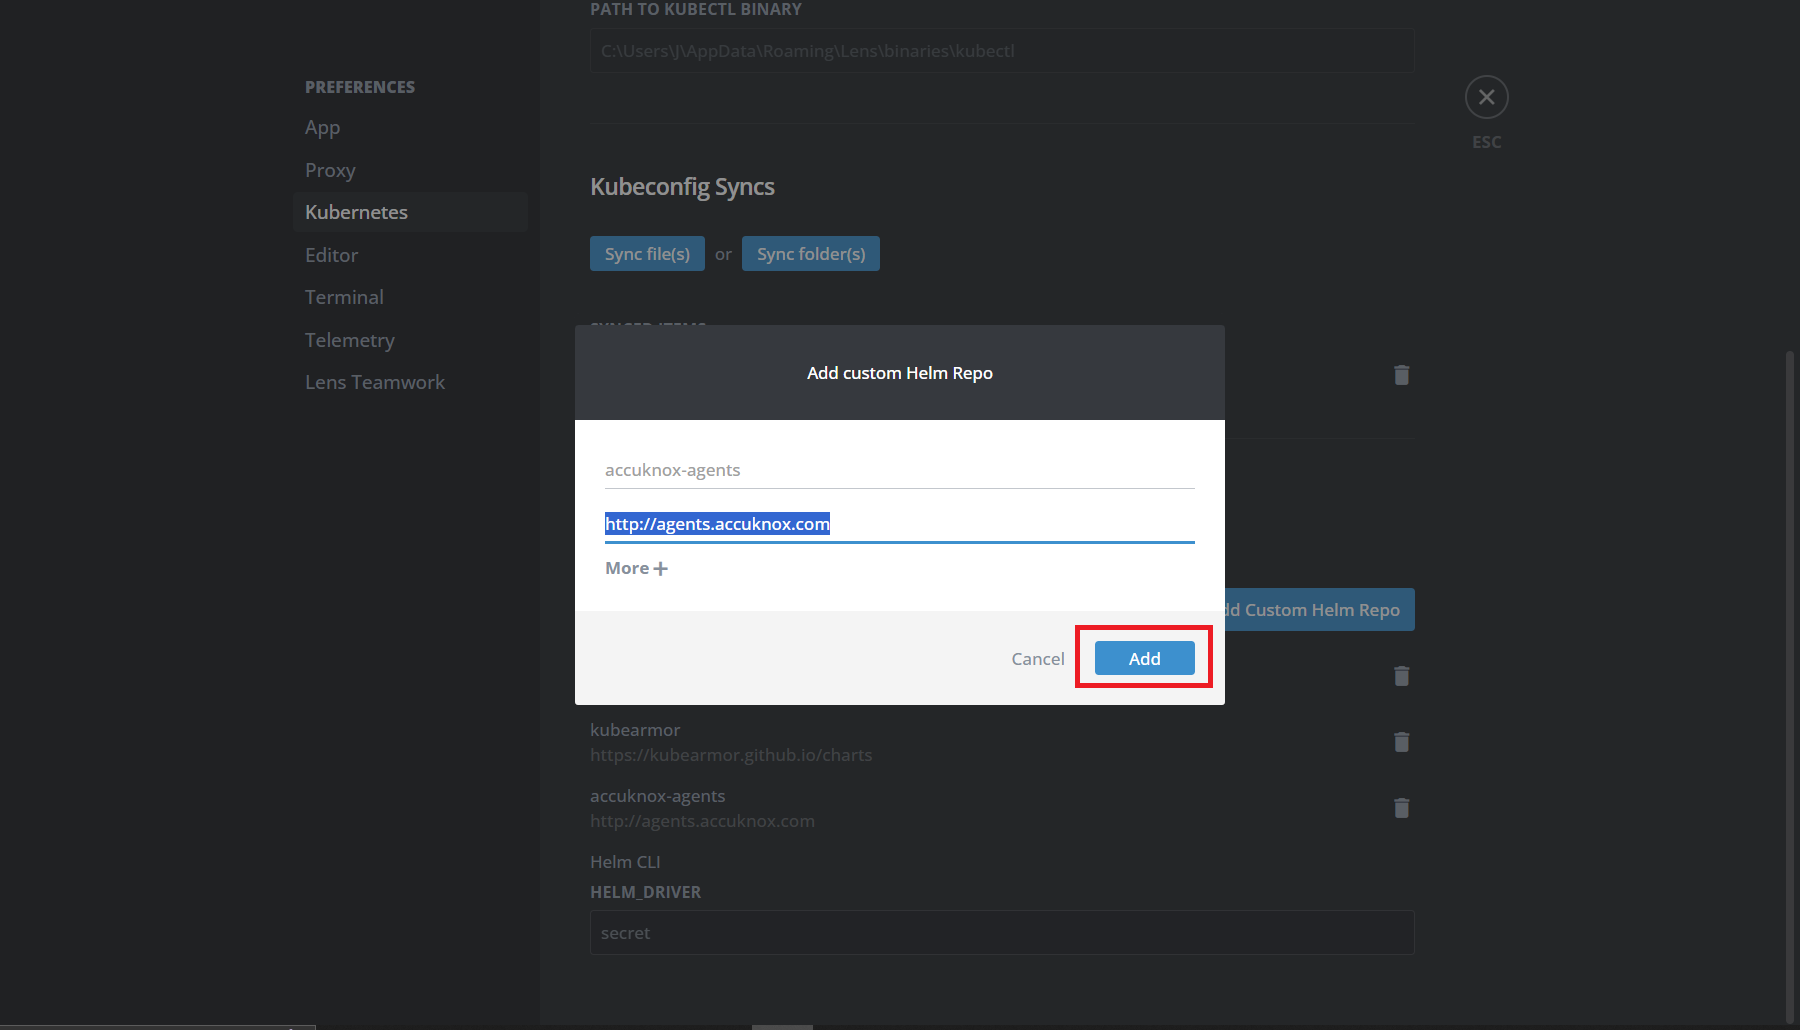 PATH TO KUBECTL BINARY
C:\Users\J\AppData\Roaming\Lens\binaries\kubectl
PREFERENCES
App
Proxy
Kubernetes
Editor
Terminal
Telemetry
Lens Teamwork
ESC
Kubeconfig Syncs
Sync file(s) or Sync folder(s)
SYNCED ITEMS
Add custom Helm Repo
accuknox-agents
http://agents.accuknox.com
More
Cancel Add
Custom Helm Repo
kubearmor
https://kubearmor.github.io/charts
accuknox-agents
http://agents.accuknox.com
Helm CLI
HELM_DRIVER
secret